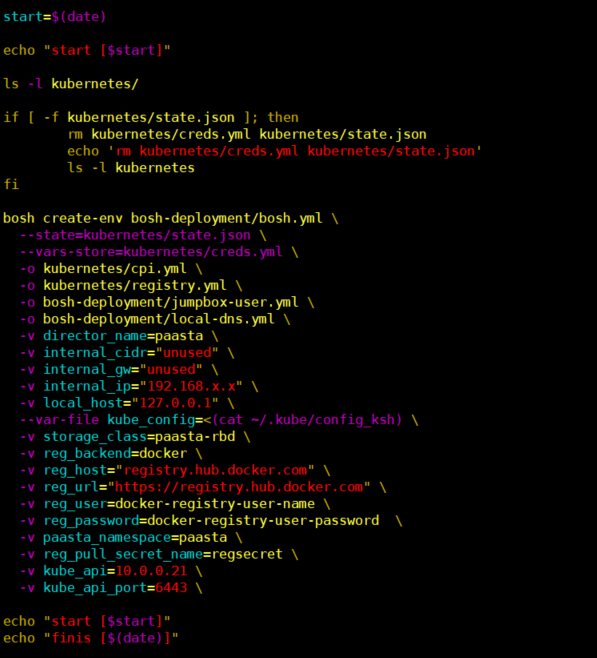 start=$(date)

echo "start [$start]"

ls -l kubernetes/

if [ -f kubernetes/state.json ]; then
        rm kubernetes/creds.yml kubernetes/state.json
        echo 'rm kubernetes/creds.yml kubernetes/state.json'
        ls -l kubernetes
fi

bosh create-env bosh-deployment/bosh.yml \
  --state=kubernetes/state.json \
  --vars-store=kubernetes/creds.yml \
  -o kubernetes/cpi.yml \
  -o kubernetes/registry.yml \
  -o bosh-deployment/jumpbox-user.yml \
  -o bosh-deployment/local-dns.yml \
  -v director_name=paasta \
  -v internal_cidr="unused" \
  -v internal_gw="unused" \
  -v internal_ip="192.168.x.x" \
  -v local_host="127.0.0.1" \
  --var-file kube_config=<(cat ~/.kube/config_ksh) \
  -v storage_class=paasta-rbd \
  -v reg_backend=docker \
  -v reg_host="registry.hub.docker.com" \
  -v reg_url="https://registry.hub.docker.com" \
  -v reg_user=docker-registry-user-name \
  -v reg_password=docker-registry-user-password  \
  -v paasta_namespace=paasta \
  -v reg_pull_secret_name=regsecret \
  -v kube_api=10.0.0.21 \
  -v kube_api_port=6443 \

echo "start [$start]"
echo "finis [$(date)]"